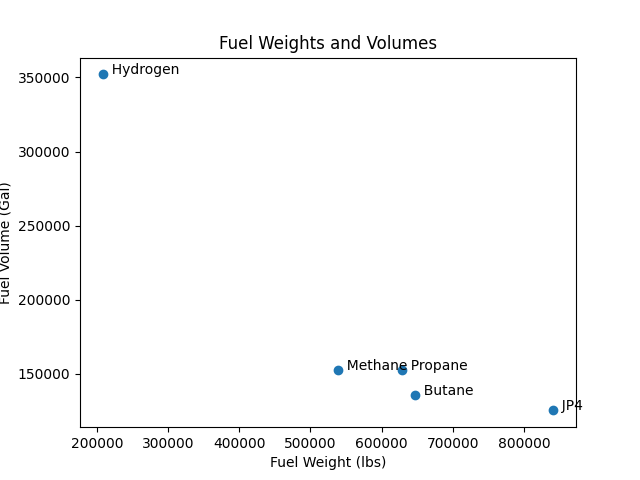 Fuel Weights and Volumes
Fuel Volume (Gal)
350000
300000
250000
200000
150000
Hydrogen
Methane
Propane
Butane
JP4
200000 300000 400000 500000 600000 700000 800000
Fuel Weight (lbs)